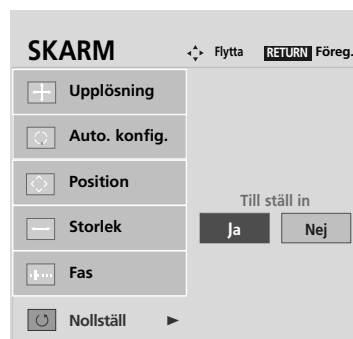 SKARM
Flytta RETURN Föreg.
Upplösning
Auto. konfig.
Position
Storlek
Fas
Nollställ
Till ställ in
Ja Nej